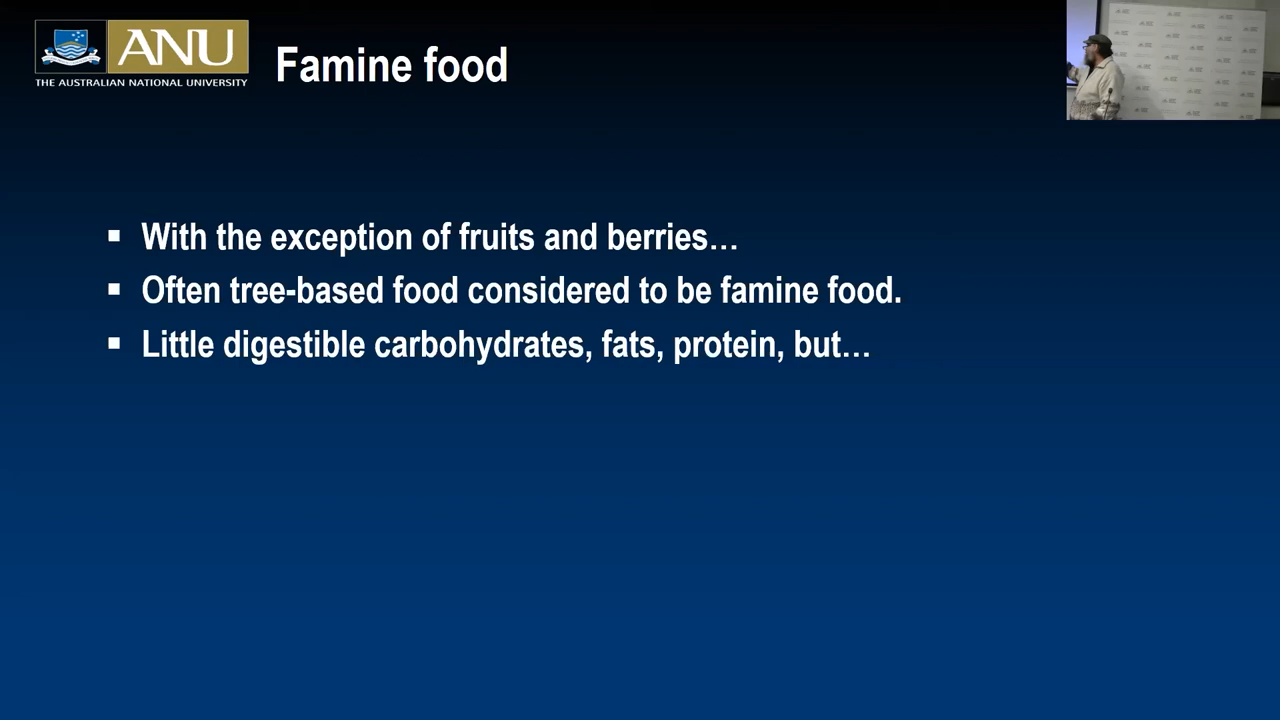 ANU
THE AUSTRALIAN NATIONAL UNIVERSITY
Famine food
▪ With the exception of fruits and berries…
▪ Often tree-based food considered to be famine food.
▪ Little digestible carbohydrates, fats, protein, but…